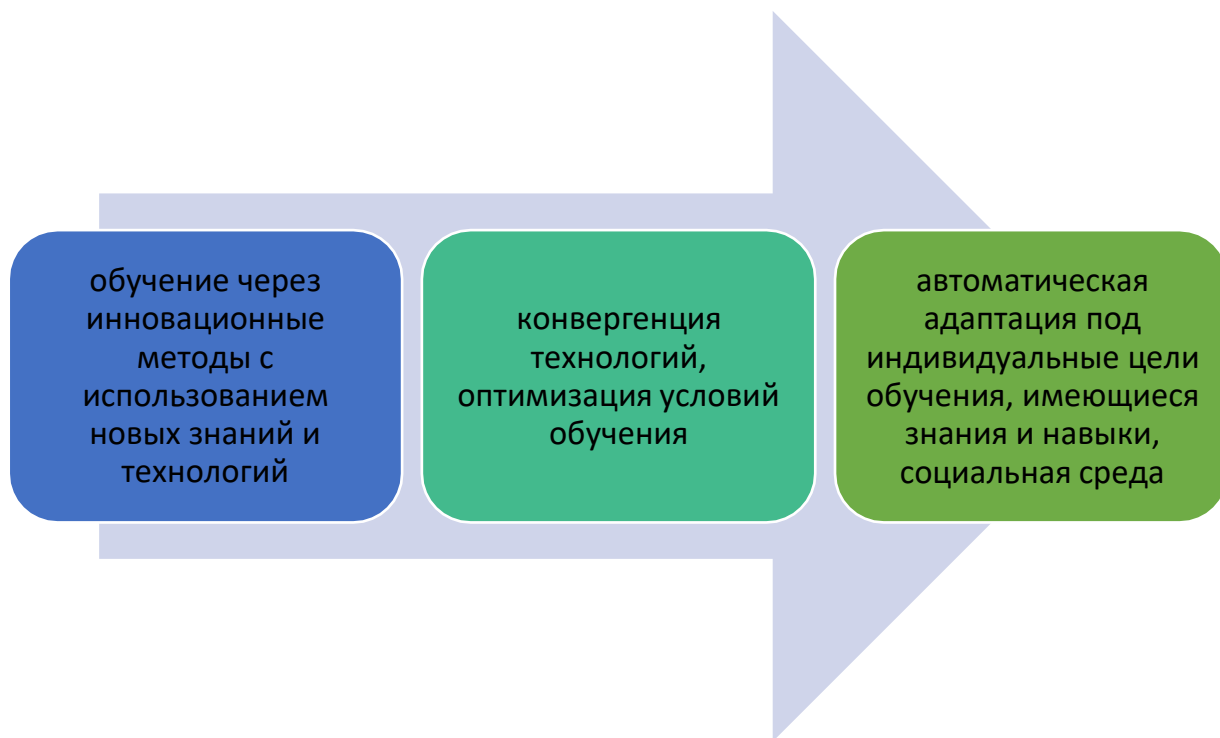 обучение через
инновационные
методы с
использованием
новых знаний и
технологий
конвергенция
технологий,
оптимизация условий
обучения
автоматическая
адаптация под
индивидуальные цели
обучения, имеющиеся
знания и навыки,
социальная среда